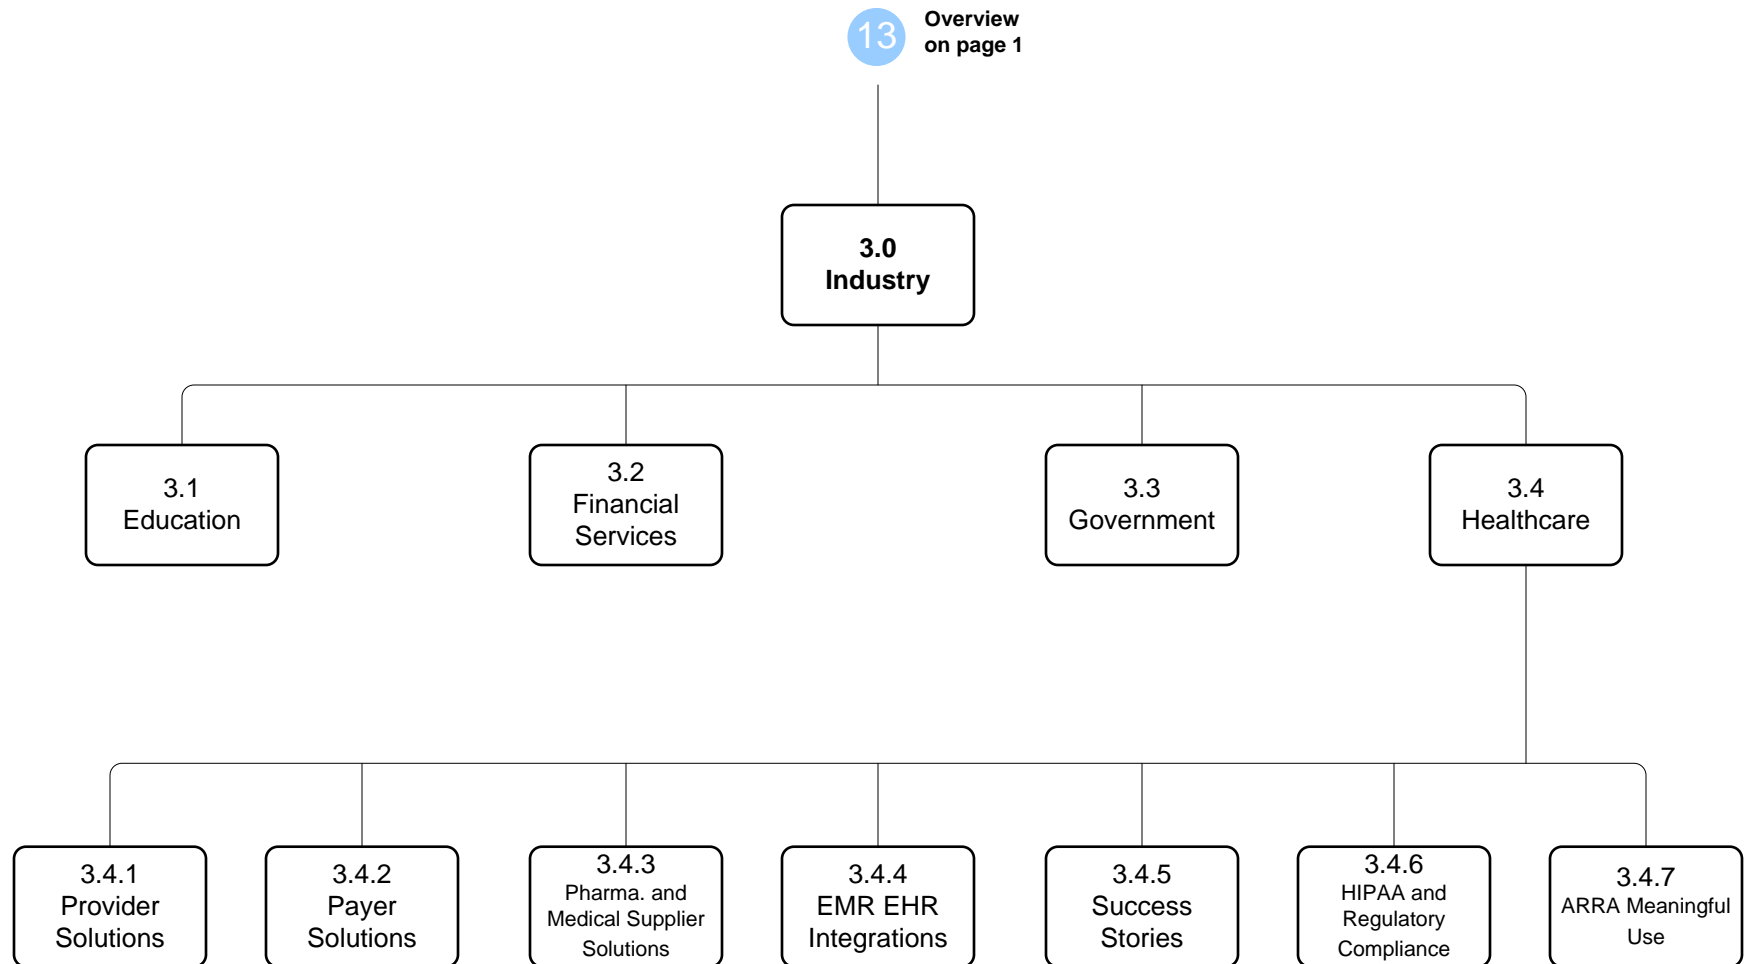 13
Overview
on page 1
3.0
Industry
3.1
Education
3.2
Financial
Services
3.3
Government
3.4
Healthcare
3.4.1
Provider
Solutions
3.4.2
Payer
Solutions
3.4.3
Pharma. and
Medical Supplier
Solutions
3.4.4
EMR EHR
Integrations
3.4.5
Success
Stories
3.4.6
HIPAA and
Regulatory
Compliance
3.4.7
ARRA Meaningful
Use